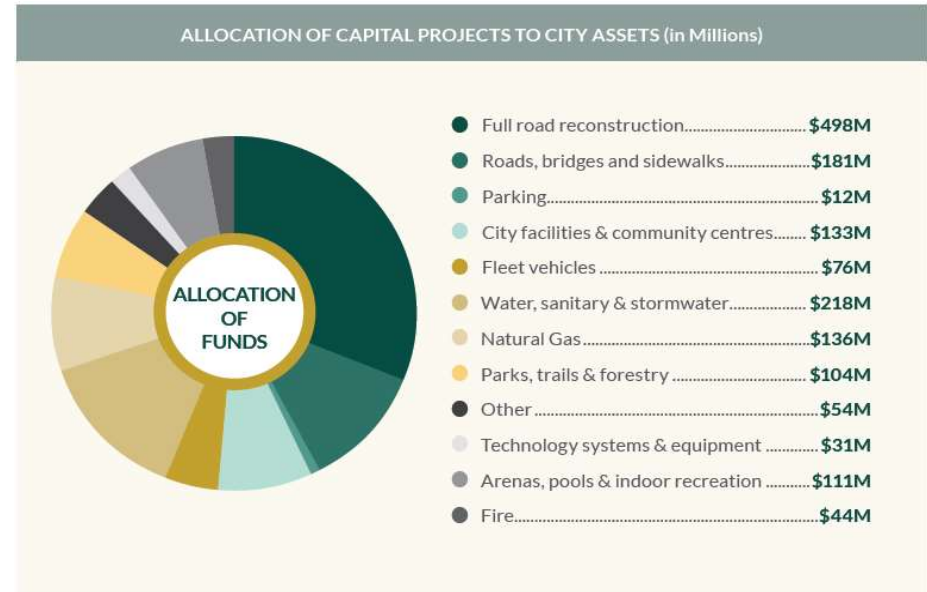 ALLOCATION OF CAPITAL PROJECTS TO CITY ASSETS (in Millions)
ALLOCATION
OF
FUNDS
Full road reconstruction.............................. $498M
Roads, bridges and sidewalks.....................$181M
Parking....................................................................$12M
City facilities & community centres........ $133M
Fleet vehicles ....................................................... $76M
Water, sanitary & stormwater....................$218M
Natural Gas.........................................................$136M
Parks, trails & forestry ..................................$104M
Other.......................................................................$54M
Technology systems & equipment .............$31M
Arenas, pools & indoor recreation ...........$111M
Fire............................................................................$44M